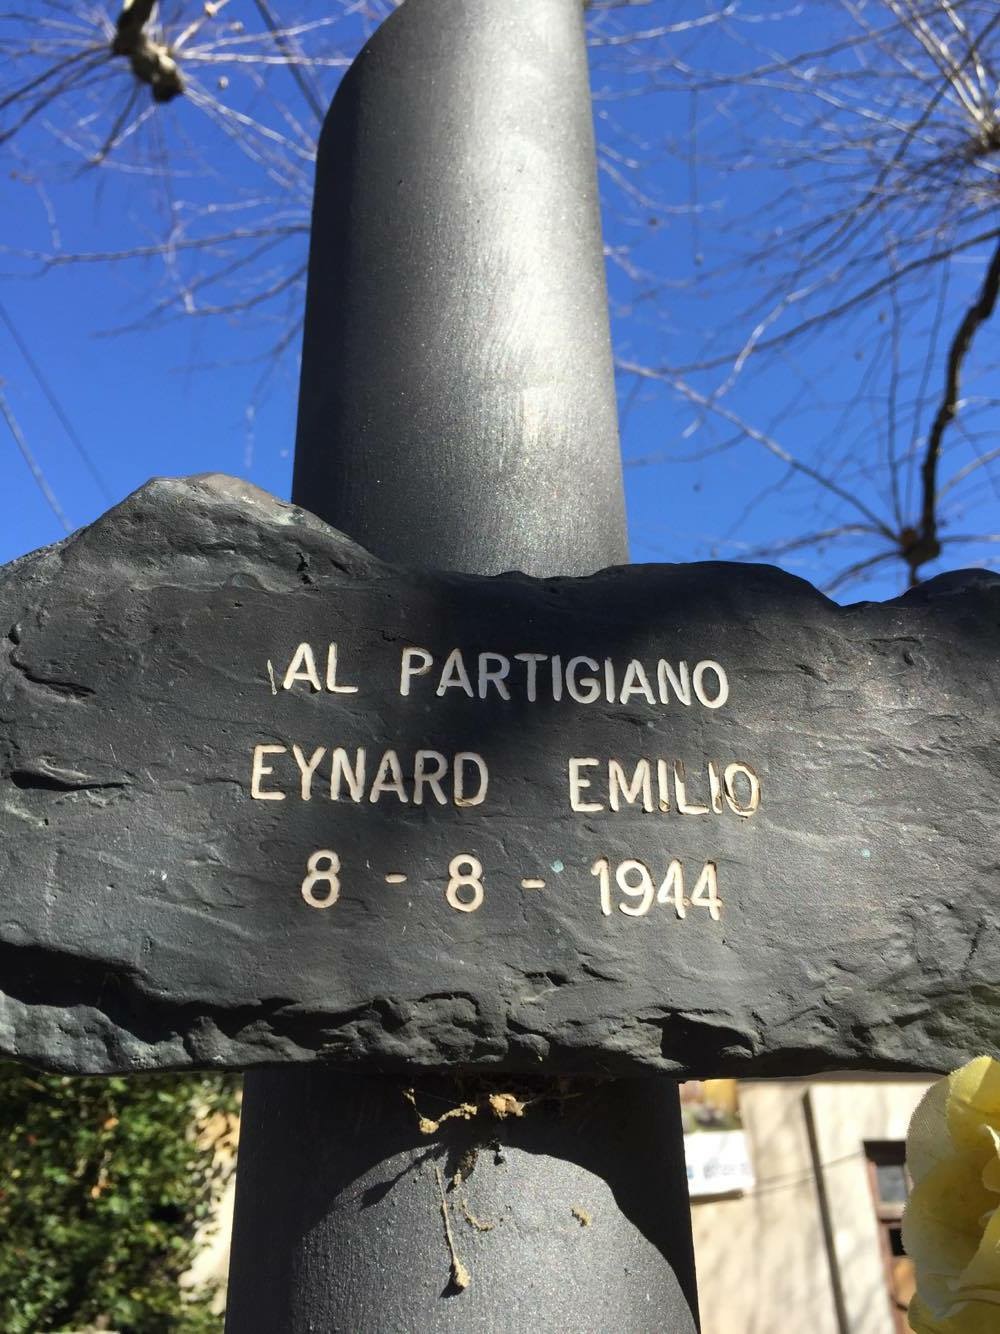 AL PARTIGIANO
EYNARD EMILIO
8 - 8 - 1944